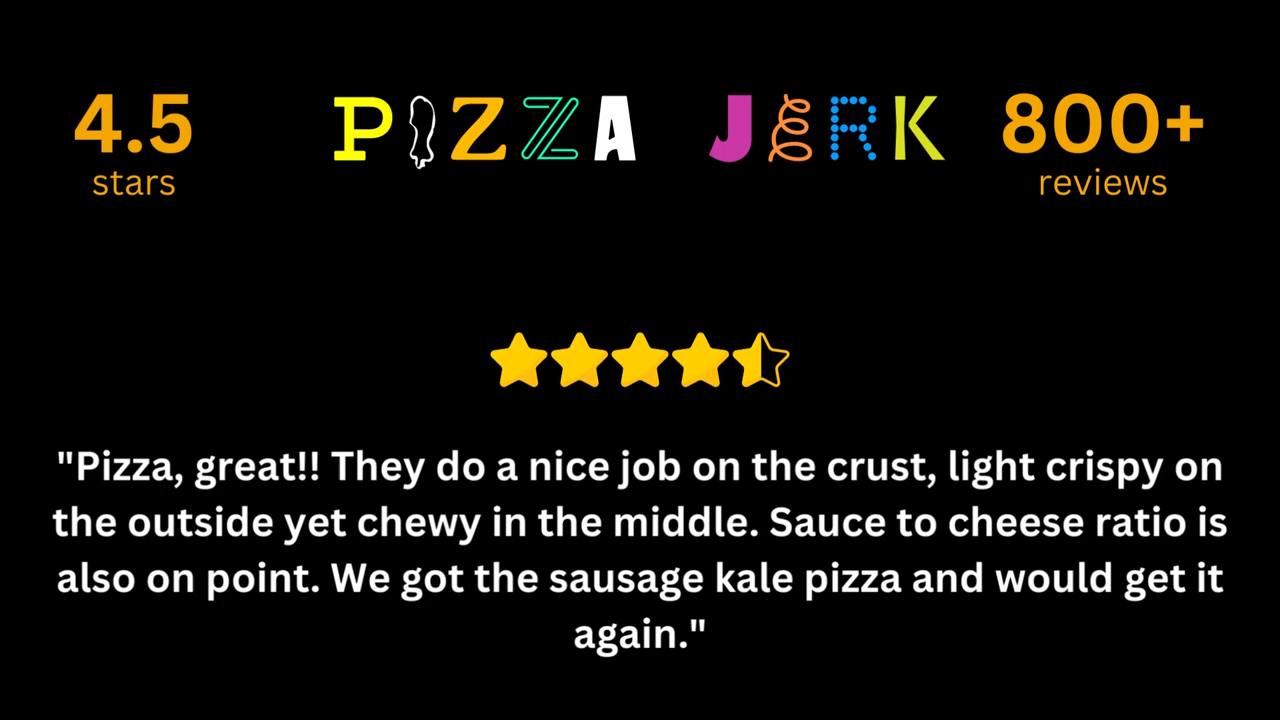 4.5
stars
PIZZA JERK
800+
reviews
"Pizza, great!! They do a nice job on the crust, light crispy on
the outside yet chewy in the middle. Sauce to cheese ratio is
also on point. We got the sausage kale pizza and would get it
again."